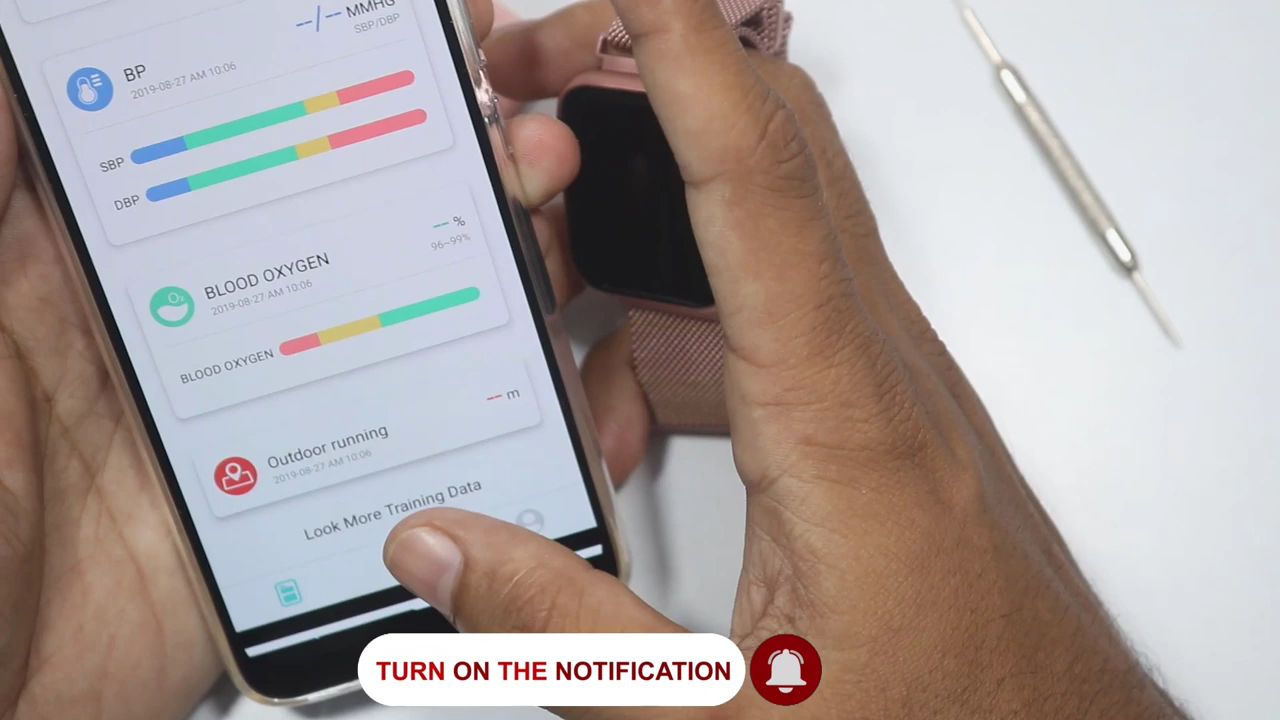 --/-- MMHG
SBP/DBP
BP
2019-08-27 AM 10:06
SBP
DBP
-- %
96~99%
BLOOD OXYGEN
2019-08-27 AM 10:06
BLOOD OXYGEN
-- m
Outdoor running
2019-08-27 AM 10:06
Look More Training Data
TURN ON THE NOTIFICATION